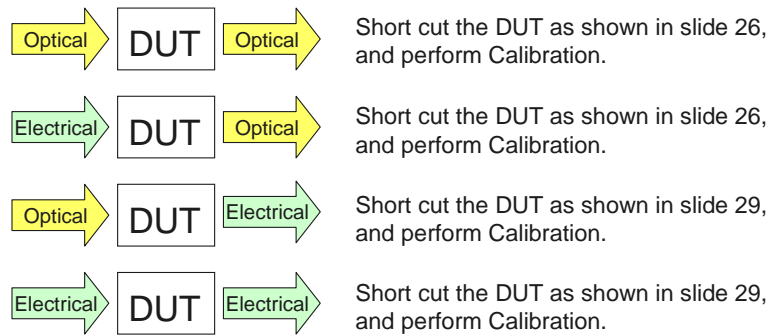 Optical DUT Optical Short cut the DUT as shown in slide 26,
and perform Calibration.
Electrical DUT Optical Short cut the DUT as shown in slide 26,
and perform Calibration.
Optical DUT Electrical Short cut the DUT as shown in slide 29,
and perform Calibration.
Electrical DUT Electrical Short cut the DUT as shown in slide 29,
and perform Calibration.